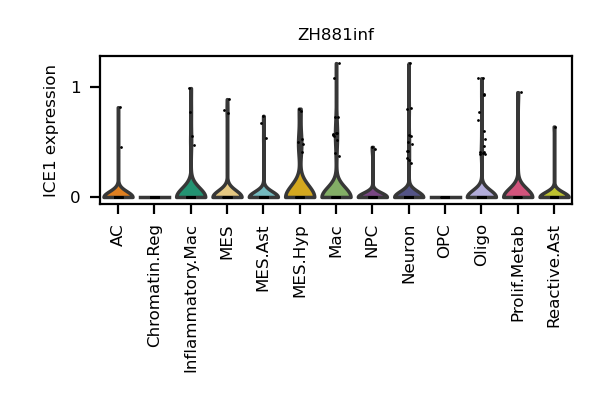 ZH881inf
ICE1 expression
1
0
AC
Chromatin.Reg
Inflammatory.Mac
MES
MES.Ast
MES.Hyp
Mac
NPC
Neuron
OPC
Oligo
Prolif.Metab
Reactive.Ast